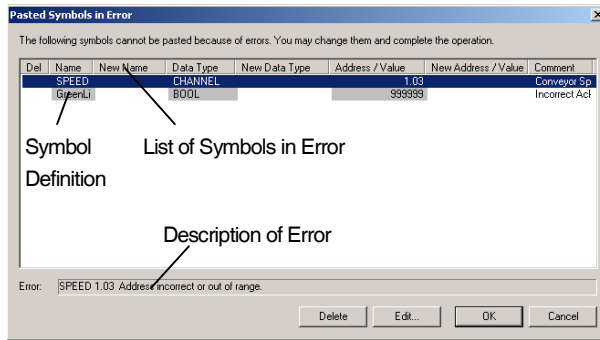 Pasted Symbols in Error
The following symbols cannot be pasted because of errors. You may change them and complete the operation.
Del Name New Name Data Type New Data Type Address / Value New Address / Value Comment
SPEED CHANNEL 1.03 Conveyor Sp
GreenLi BOOL 999999 Incorrect Ack
Symbol List of Symbols in Error
Definition
Description of Error
Error: SPEED 1.03 Address incorrect or out of range.
Delete Edit... OK Cancel